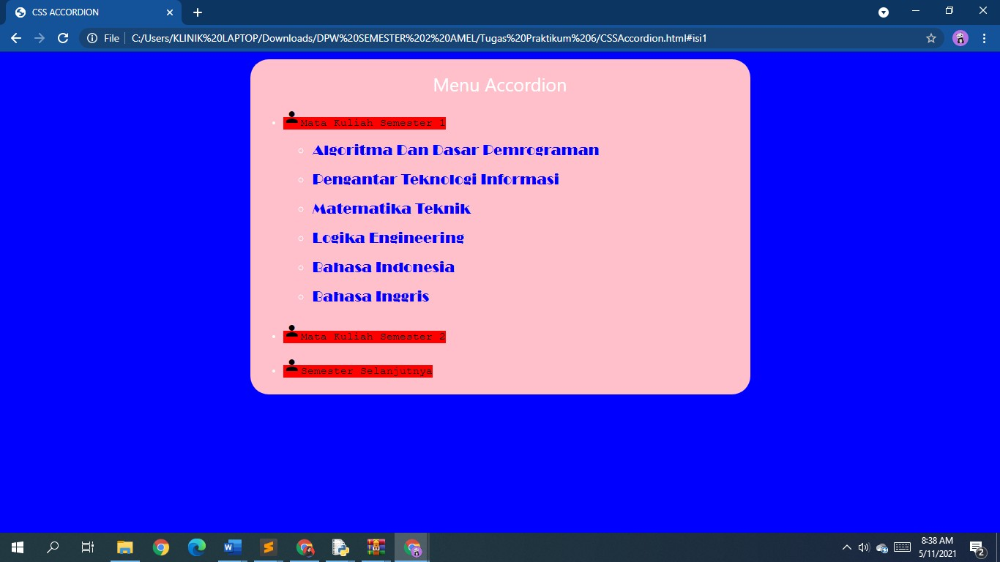 CSS ACCORDION
File
C:/Users/KLINIK%20LAPTOP/Downloads/DPW%20SEMESTER%202%20AMEL/Tugas%20Praktikum%206/CSSAccordion.html#isi1
Menu Accordion
Mata Kuliah Semester 1
Algoritma Dan Dasar Pemrograman
Pengantar Teknologi Informasi
Matematika Teknik
Logika Engineering
Bahasa Indonesia
Bahasa Inggris
Mata Kuliah Semester 2
Semester Selanjutnya
8:38 AM
5/11/2021
2